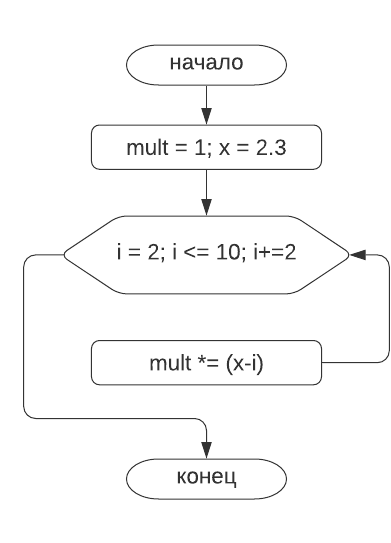 начало
mult = 1; x = 2.3
i = 2; i <= 10; i+=2
mult *= (x-i)
конец